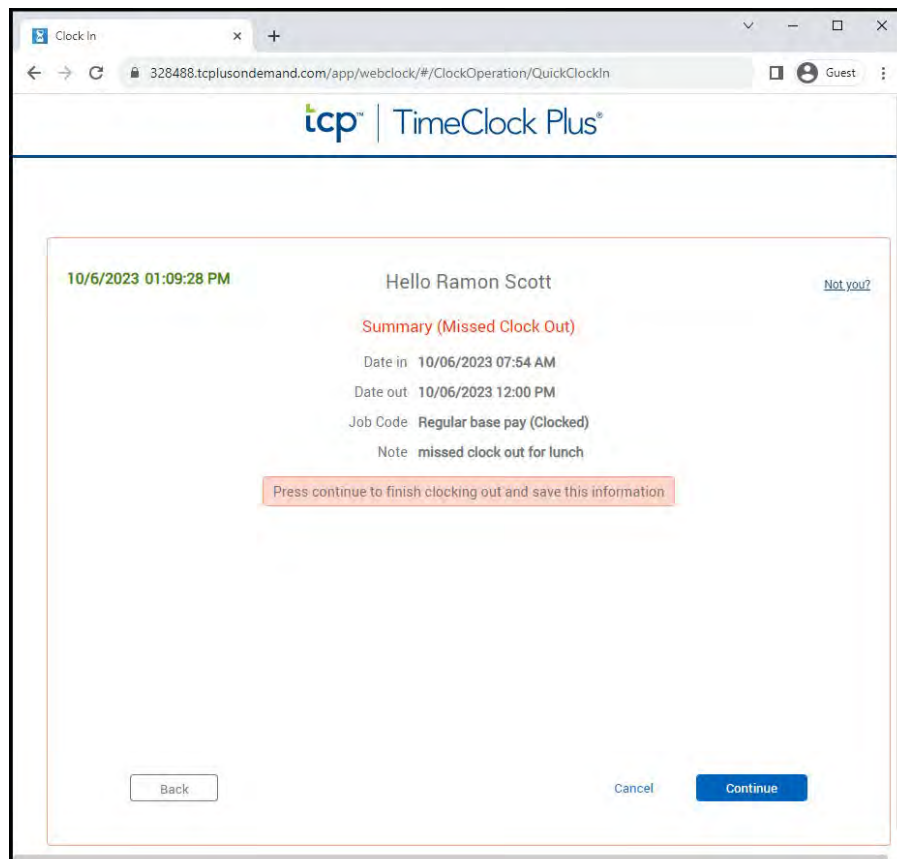 Clock In
328488.tcplusondemand.com/app/webclock/#/ClockOperation/QuickClockIn
Guest
tcp™ | TimeClock Plus®
10/6/2023 01:09:28 PM
Hello Ramon Scott
Not you?
Summary (Missed Clock Out)
Date in 10/06/2023 07:54 AM
Date out 10/06/2023 12:00 PM
Job Code Regular base pay (Clocked)
Note missed clock out for lunch
Press continue to finish clocking out and save this information
Back
Cancel
Continue